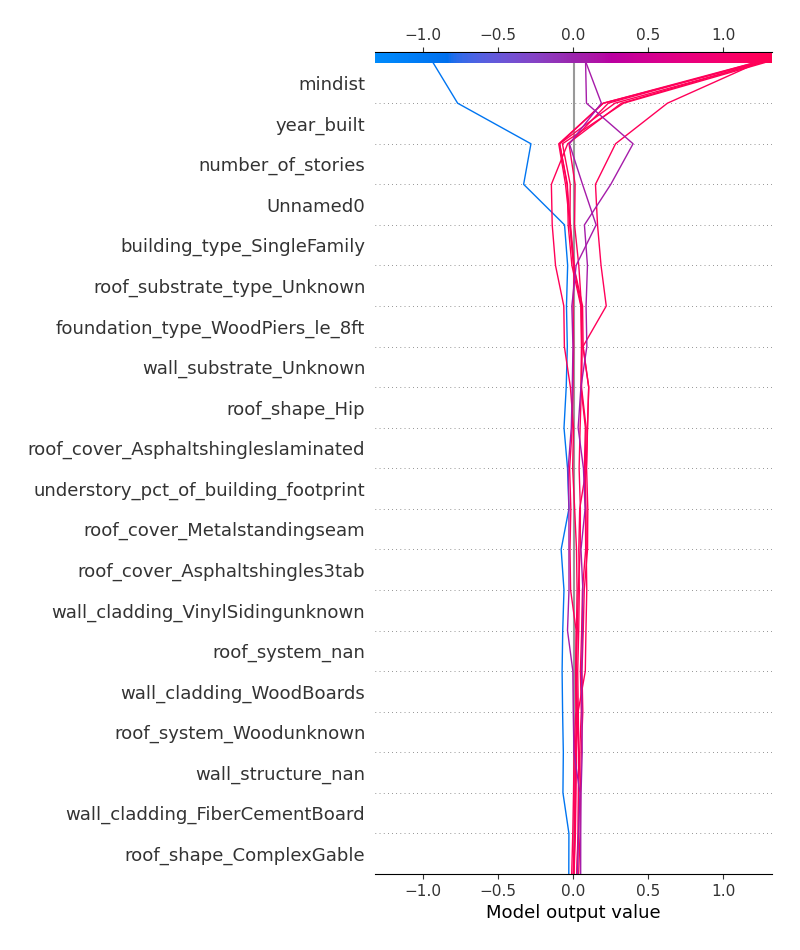 −1.0 −0.5 0.0 0.5 1.0
mindist
year_built
number_of_stories
Unnamed0
building_type_SingleFamily
roof_substrate_type_Unknown
foundation_type_WoodPiers_le_8ft
wall_substrate_Unknown
roof_shape_Hip
roof_cover_Asphaltshingleslaminated
understory_pct_of_building_footprint
roof_cover_Metalstandingseam
roof_cover_Asphaltshingles3tab
wall_cladding_VinylSidingunknown
roof_system_nan
wall_cladding_WoodBoards
roof_system_Woodunknown
wall_structure_nan
wall_cladding_FiberCementBoard
roof_shape_ComplexGable
−1.0 −0.5 0.0 0.5 1.0
Model output value